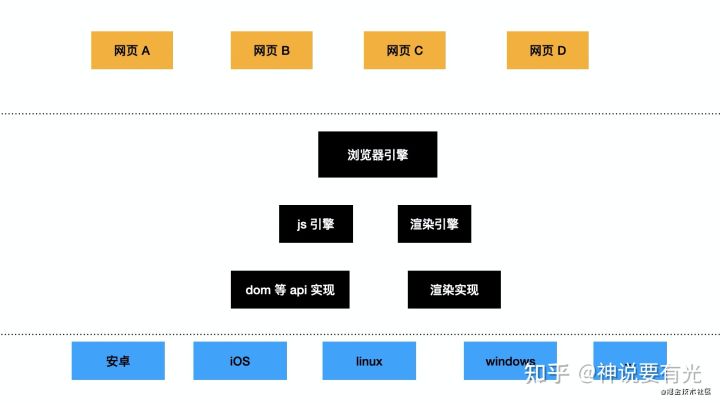 网页 A
网页 B
网页 C
网页 D
浏览器引擎
js 引擎
渲染引擎
dom 等 api 实现
渲染实现
安卓
iOS
linux
windows
知乎 @神说要有光
@掘金技术社区